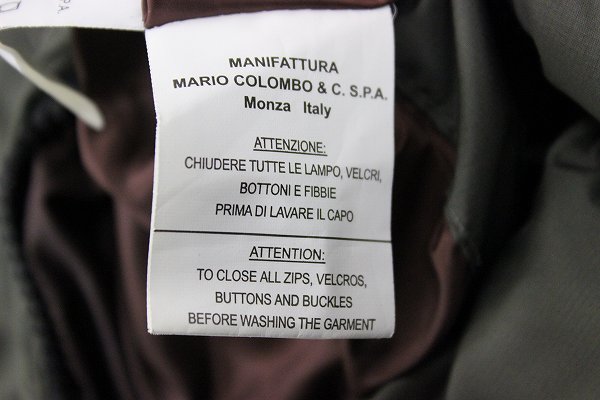 MANIFATTURA
MARIO COLOMBO & C. S.P.A.
Monza Italy
ATTENZIONE:
CHIUDERE TUTTE LE LAMPO, VELCRI,
BOTTONI E FIBBIE
PRIMA DI LAVARE IL CAPO
ATTENTION:
TO CLOSE ALL ZIPS, VELCROS,
BUTTONS AND BUCKLES
BEFORE WASHING THE GARMENT